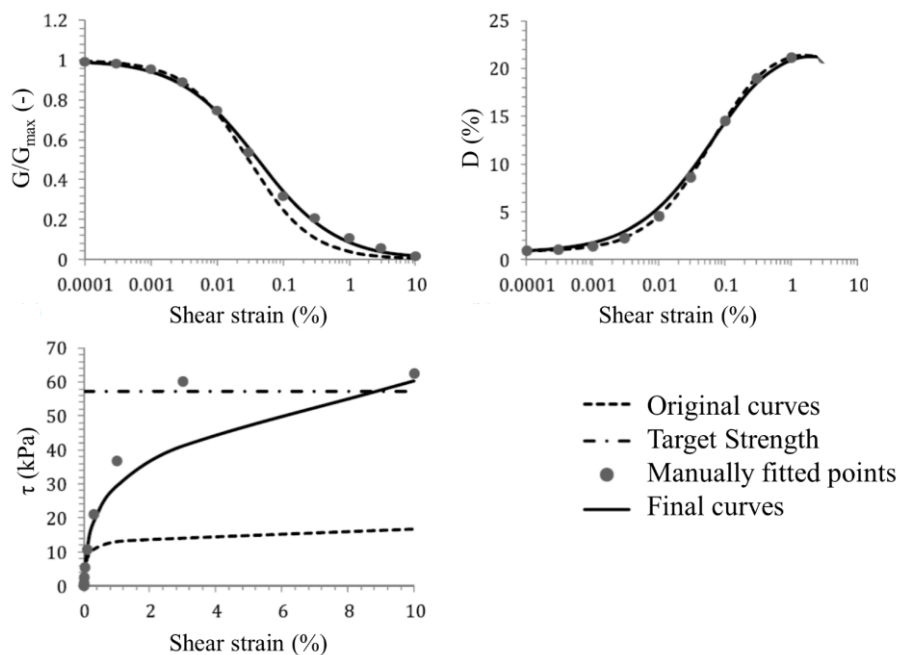 1.2
1
0.8
0.6
0.4
0.2
0
G/Gmax (-)
0.0001 0.001 0.01 0.1 1 10
Shear strain (%)
25
20
15
10
5
0
D (%)
0.0001 0.001 0.01 0.1 1 10
Shear strain (%)
70
60
50
40
30
20
10
0
τ (kPa)
0 2 4 6 8 10
Shear strain (%)
Original curves
Target Strength
Manually fitted points
Final curves